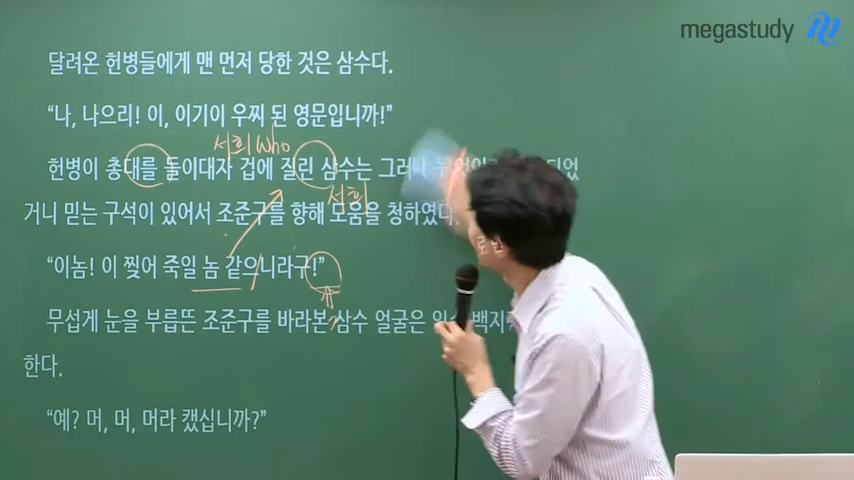 megastudy
달려온 헌병들에게 맨 먼저 당한 것은 삼수다.
“나, 나으리! 이, 이기이 우찌 된 영문입니까!”
서희 Who
헌병이 총대를 들이대자 겁에 질린 삼수는 그러나 되었
서희
거니 믿는 구석이 있어서 조준구를 향해 도움을 청하였다.
“이놈! 이 찢어 죽일 놈 같으니라구!”
무섭게 눈을 부릅뜬 조준구를 바라본 삼수 얼굴은
한다.
“예? 머, 머, 머라 캤십니까?”